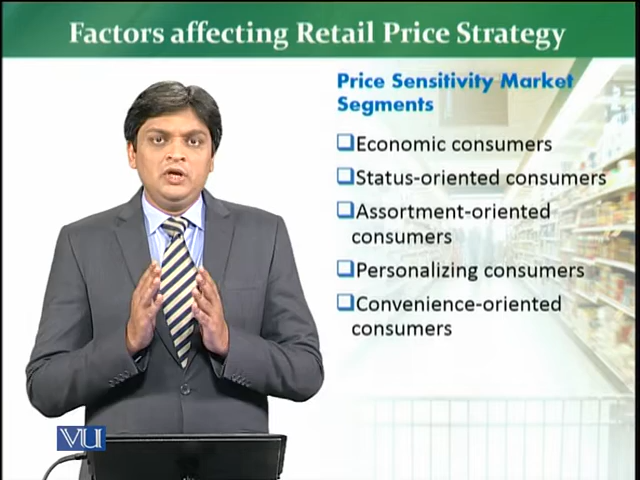 Factors affecting Retail Price Strategy
Price Sensitivity Market
Segments
Economic consumers
Status-oriented consumers
Assortment-oriented
consumers
Personalizing consumers
Convenience-oriented
consumers
VU